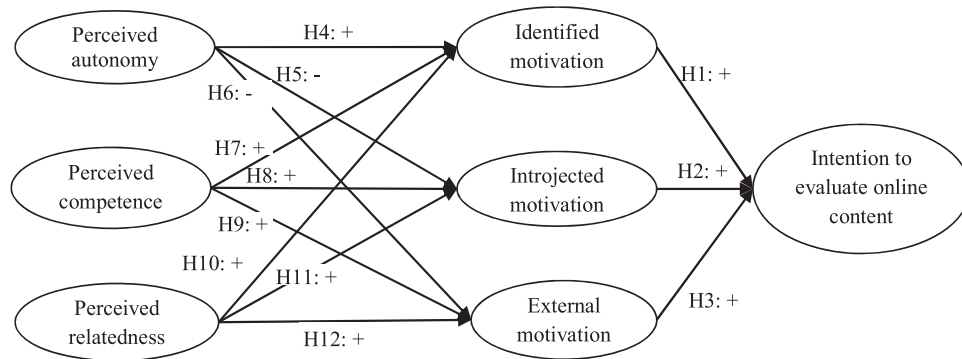 Perceived
autonomy
H4: +
Identified
motivation
H5: -
H6: -
H1: +
H7: +
Perceived
competence
H8: +
Introjected
motivation
H2: +
Intention to
evaluate online
content
H9: +
H10: +
H11: +
Perceived
relatedness
H12: +
External
motivation
H3: +